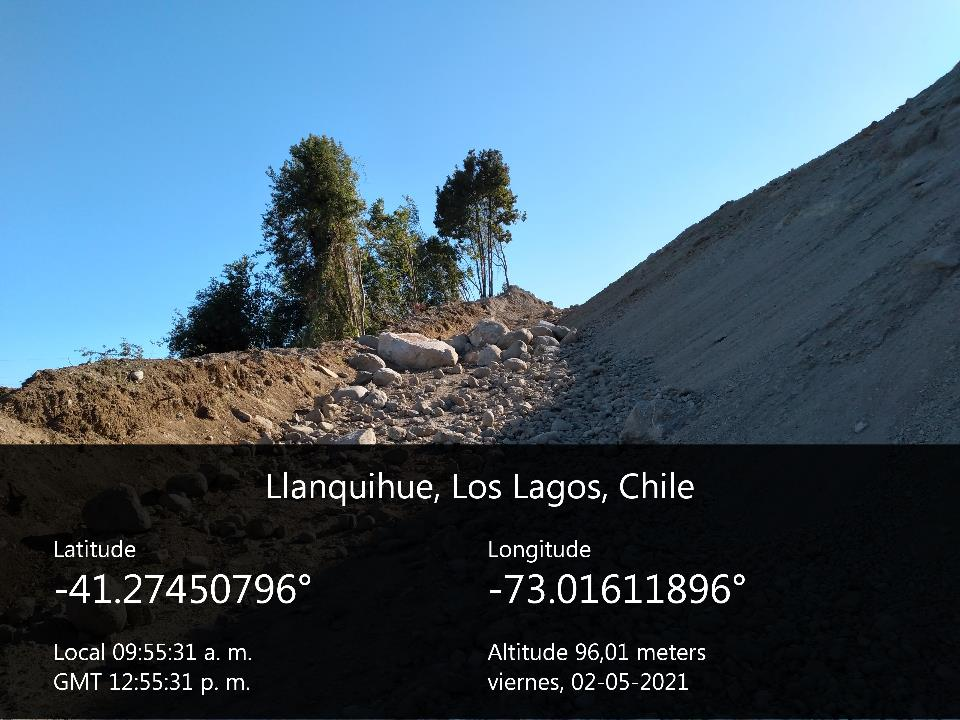 Llanquihue, Los Lagos, Chile
Latitude
-41.27450796°
Longitude
-73.01611896°
Local 09:55:31 a. m.
GMT 12:55:31 p. m.
Altitude 96,01 meters
viernes, 02-05-2021